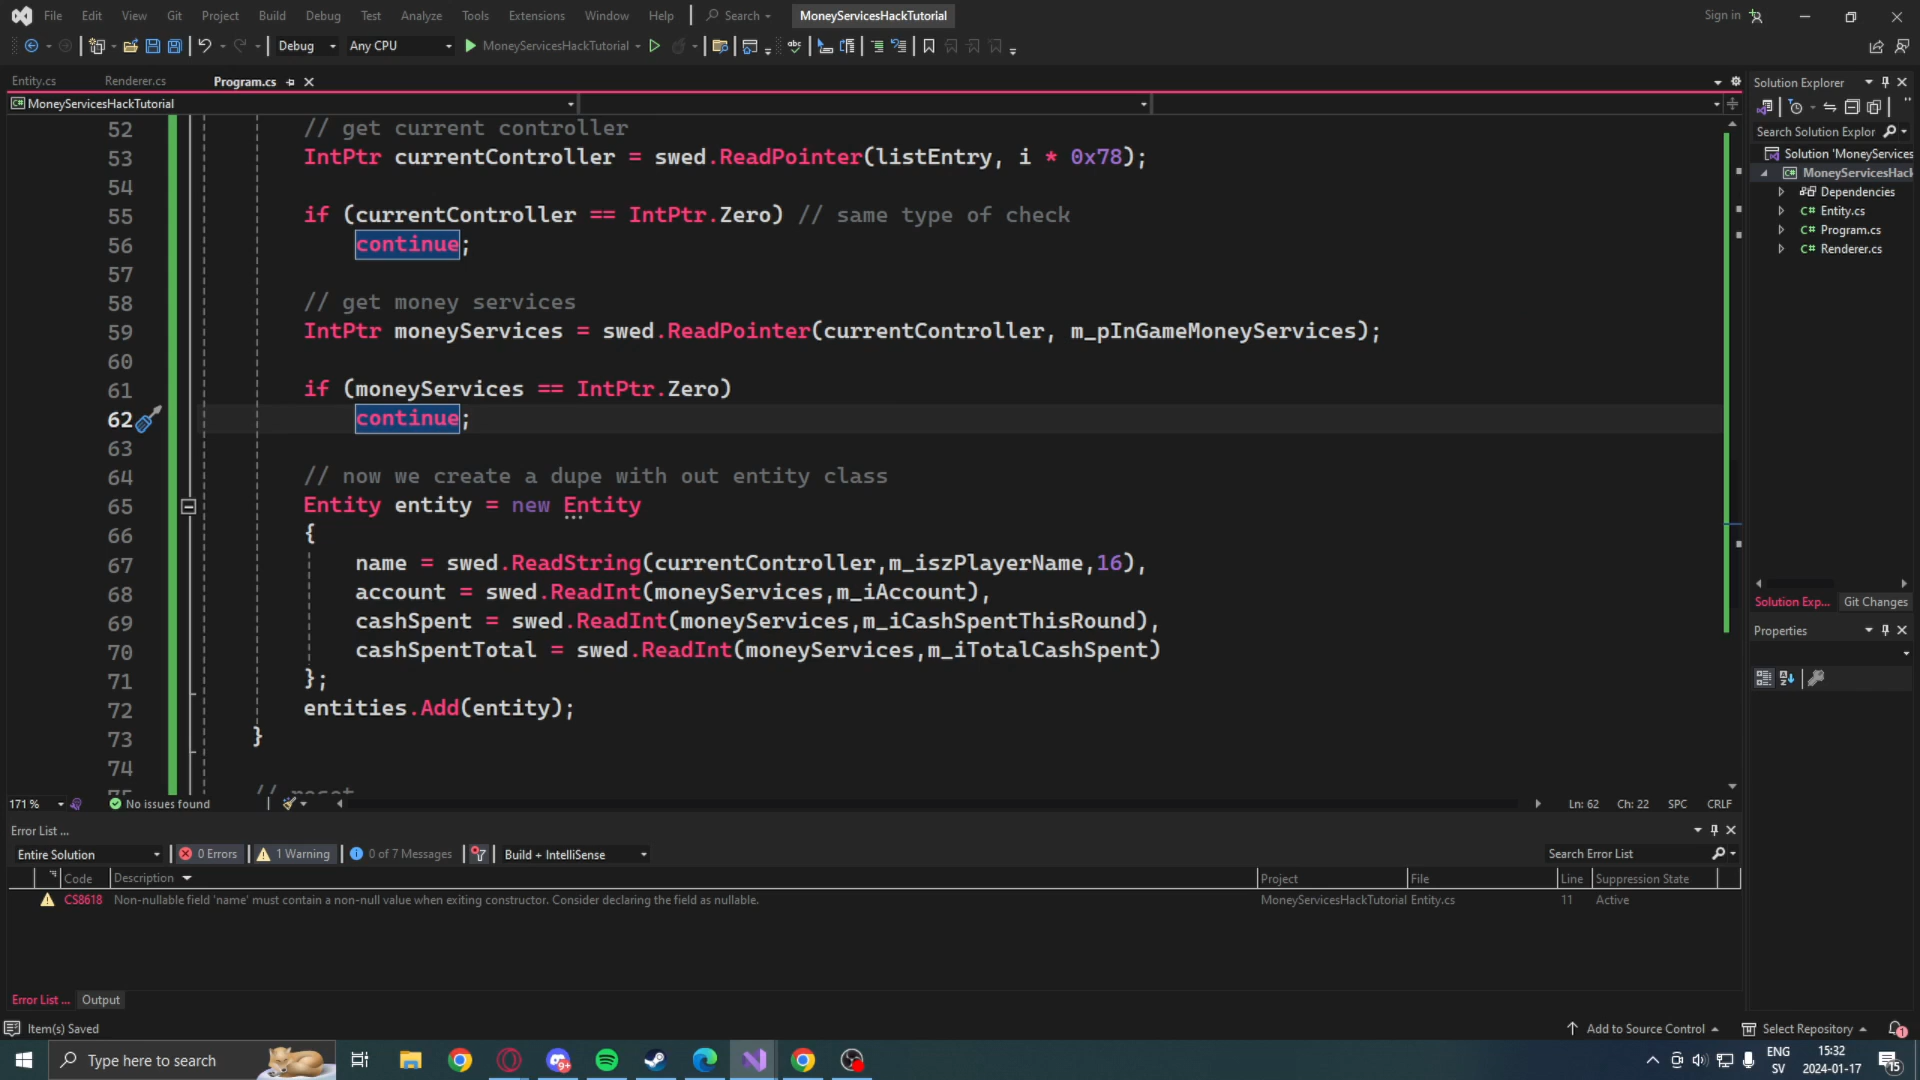 File Edit View Git Project Build Debug Test Analyze Tools Extensions Window Help Search MoneyServicesHackTutorial Sign in
Debug Any CPU MoneyServicesHackTutorial
Entity.cs Renderer.cs Program.cs
MoneyServicesHackTutorial
52 // get current controller
53 IntPtr currentController = swed.ReadPointer(listEntry, i * 0x78);
54
55 if (currentController == IntPtr.Zero) // same type of check
56 continue;
57
58 // get money services
59 IntPtr moneyServices = swed.ReadPointer(currentController, m_pInGameMoneyServices);
60
61 if (moneyServices == IntPtr.Zero)
62 continue;
63
64 // now we create a dupe with out entity class
65 Entity entity = new Entity
66 {
67 name = swed.ReadString(currentController,m_iszPlayerName,16),
68 account = swed.ReadInt(moneyServices,m_iAccount),
69 cashSpent = swed.ReadInt(moneyServices,m_iCashSpentThisRound),
70 cashSpentTotal = swed.ReadInt(moneyServices,m_iTotalCashSpent)
71 };
72 entities.Add(entity);
73 }
74
// reset
171 % No issues found Ln: 62 Ch: 22 SPC CRLF
Solution Explorer
Search Solution Explor
Solution 'MoneyServices
MoneyServicesHack
Dependencies
C# Entity.cs
C# Program.cs
C# Renderer.cs
Solution Exp... Git Changes
Properties
Error List ...
Entire Solution 0 Errors 1 Warning 0 of 7 Messages Build + IntelliSense Search Error List
Code Description Project File Line Suppression State
CS8618 Non-nullable field 'name' must contain a non-null value when exiting constructor. Consider declaring the field as nullable. MoneyServicesHackTutorial Entity.cs 11 Active
Error List ... Output
Item(s) Saved Add to Source Control Select Repository 1
Type here to search 9+ ENG SV 15:32 2024-01-17 15